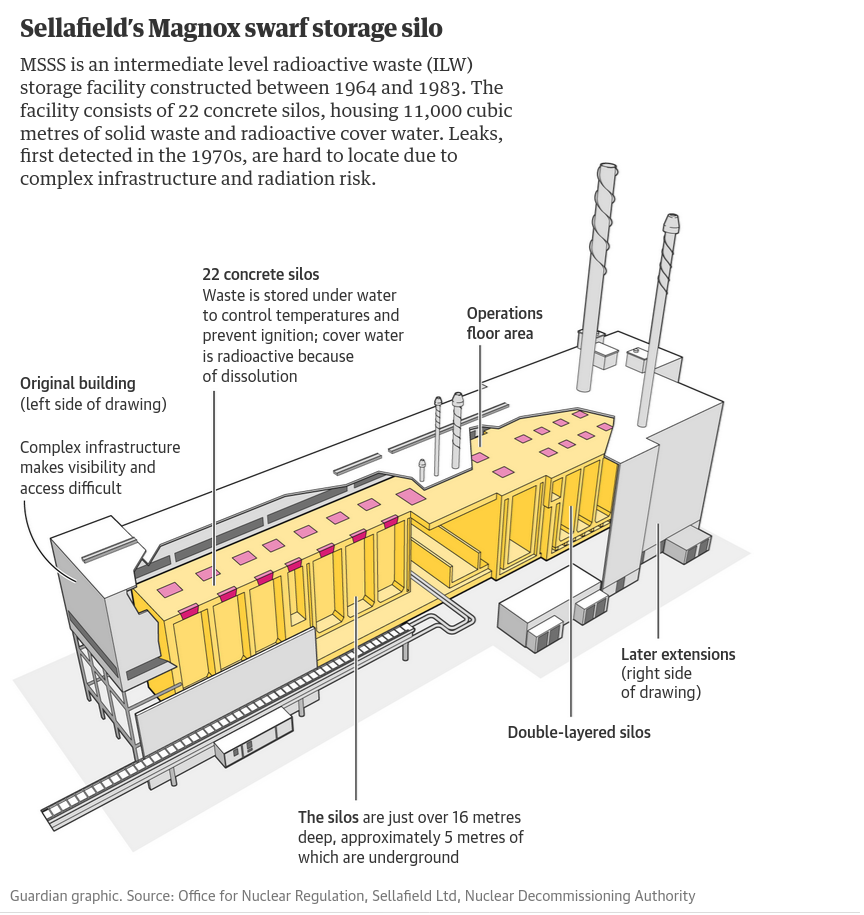 Sellafield's Magnox swarf storage silo
MSSS is an intermediate level radioactive waste (ILW)
storage facility constructed between 1964 and 1983. The
facility consists of 22 concrete silos, housing 11,000 cubic
metres of solid waste and radioactive cover water. Leaks,
first detected in the 1970s, are hard to locate due to
complex infrastructure and radiation risk.
22 concrete silos
Waste is stored under water
to control temperatures and
prevent ignition; cover water
is radioactive because
of dissolution
Operations
floor area
Original building
(left side of drawing)
Complex infrastructure
makes visibility and
access difficult
Later extensions
(right side
of drawing)
Double-layered silos
The silos are just over 16 metres
deep, approximately 5 metres of
which are underground
Guardian graphic. Source: Office for Nuclear Regulation, Sellafield Ltd, Nuclear Decommissioning Authority